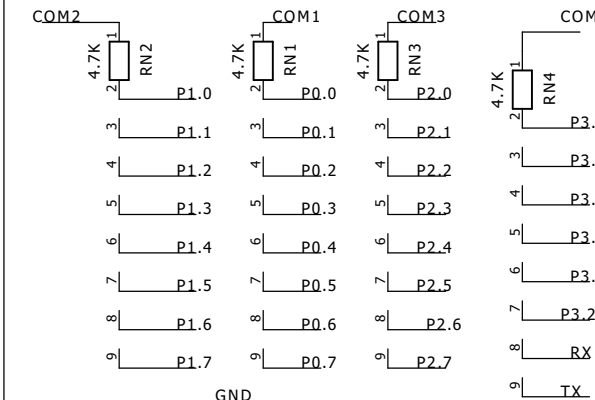 COM2
1
4.7K
RN2
2
P1.0
3
P1.1
4
P1.2
5
P1.3
6
P1.4
7
P1.5
8
P1.6
9
P1.7
COM1
1
4.7K
RN1
2
P0.0
3
P0.1
4
P0.2
5
P0.3
6
P0.4
7
P0.5
8
P0.6
9
P0.7
COM3
1
4.7K
RN3
2
P2.0
3
P2.1
4
P2.2
5
P2.3
6
P2.4
7
P2.5
8
P2.6
9
P2.7
COM
1
4.7K
RN4
2
P3.
3
P3.
4
P3.
5
P3.
6
P3.
7
P3.2
8
RX
9
TX
GND